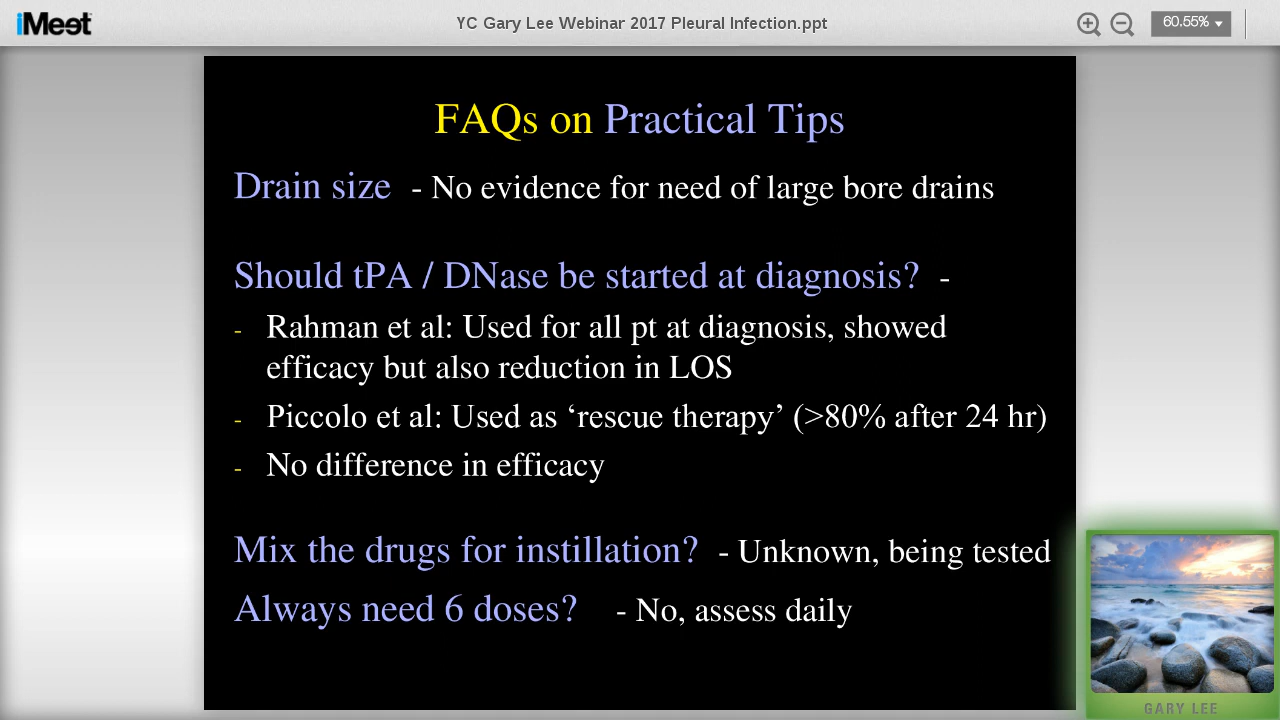 iMeet
YC Gary Lee Webinar 2017 Pleural Infection.ppt
60.55%
FAQs on Practical Tips
Drain size - No evidence for need of large bore drains
Should tPA / DNase be started at diagnosis? -
- Rahman et al: Used for all pt at diagnosis, showed
efficacy but also reduction in LOS
- Piccolo et al: Used as ‘rescue therapy’ (>80% after 24 hr)
- No difference in efficacy
Mix the drugs for instillation? - Unknown, being tested
Always need 6 doses? - No, assess daily
GARY LEE